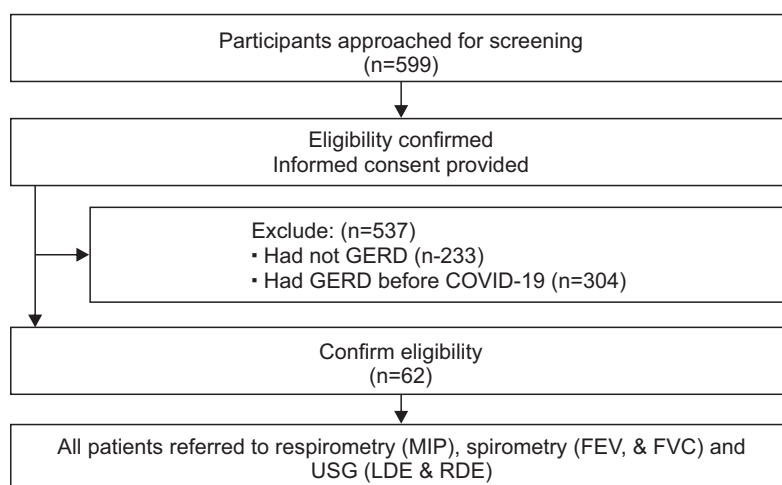 Participants approached for screening
(n=599)
Eligibility confirmed
Informed consent provided
Exclude: (n=537)
▪ Had not GERD (n-233)
▪ Had GERD before COVID-19 (n=304)
Confirm eligibility
(n=62)
All patients referred to respirometry (MIP), spirometry (FEV, & FVC) and
USG (LDE & RDE)